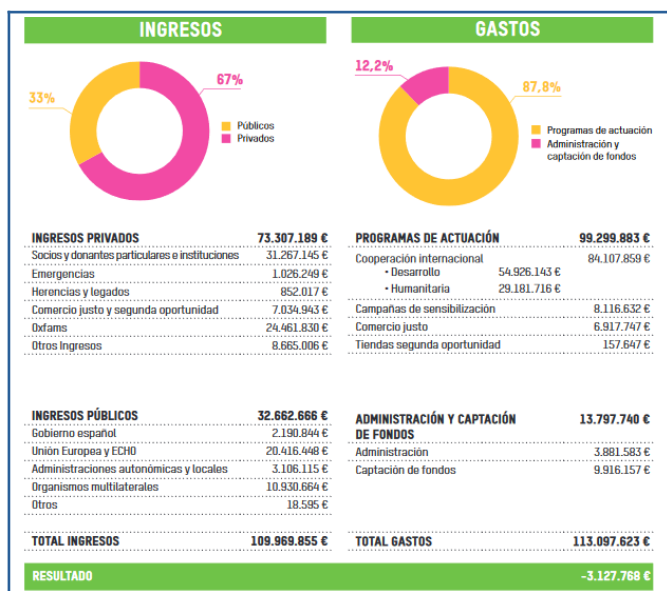 INGRESOS
67%
33%
Públicos
Privados
INGRESOS PRIVADOS 73.307.189 €
Socios y donantes particulares e instituciones 31.267.145 €
Emergencias 1.026.249 €
Herencias y legados 852.017 €
Comercio justo y segunda oportunidad 7.034.943 €
Oxfams 24.461.830 €
Otros Ingresos 8.665.006 €
INGRESOS PÚBLICOS 32.662.666 €
Gobierno español 2.190.844 €
Unión Europea y ECHO 20.416.448 €
Administraciones autonómicas y locales 3.106.115 €
Organismos multilaterales 10.930.664 €
Otros 18.595 €
TOTAL INGRESOS 109.969.855 €
GASTOS
12,2%
87,8%
Programas de actuación
Administración y
captación de fondos
PROGRAMAS DE ACTUACIÓN 99.299.883 €
Cooperación internacional 84.107.859 €
• Desarrollo 54.926.143 €
• Humanitaria 29.181.716 €
Campañas de sensibilización 8.116.632 €
Comercio justo 6.917.747 €
Tiendas segunda oportunidad 157.647 €
ADMINISTRACIÓN Y CAPTACIÓN 13.797.740 €
DE FONDOS
Administración 3.881.583 €
Captación de fondos 9.916.157 €
TOTAL GASTOS 113.097.623 €
RESULTADO -3.127.768 €